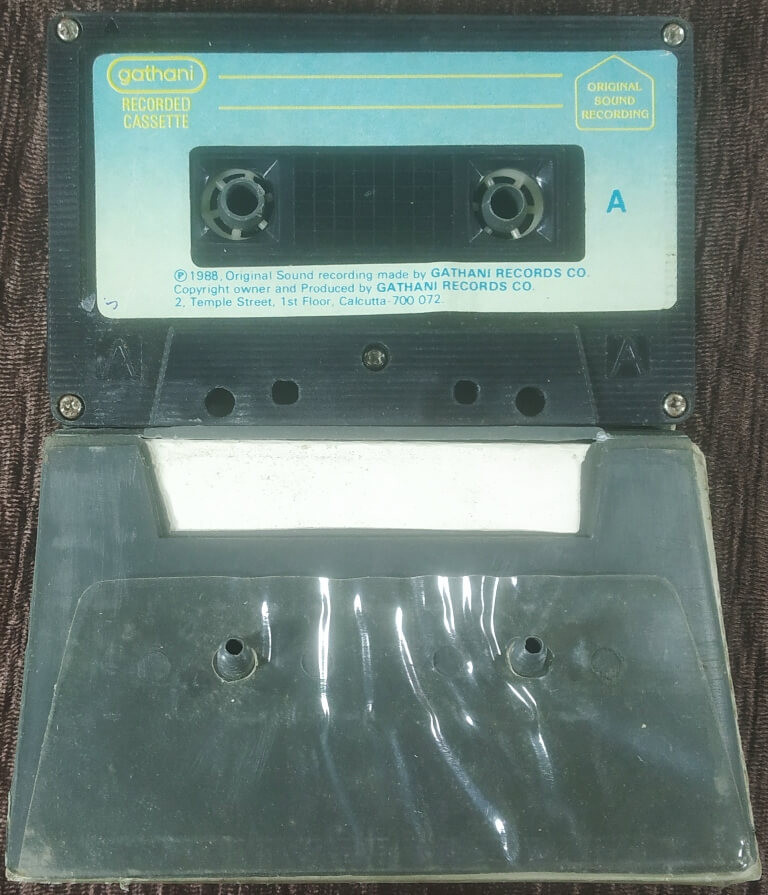 gathani
RECORDED
CASSETTE
ORIGINAL
SOUND
RECORDING
A
Ⓟ 1988, Original Sound recording made by GATHANI RECORDS CO.
Copyright owner and Produced by GATHANI RECORDS CO.
2, Temple Street, 1st Floor, Calcutta-700 072.
A
A